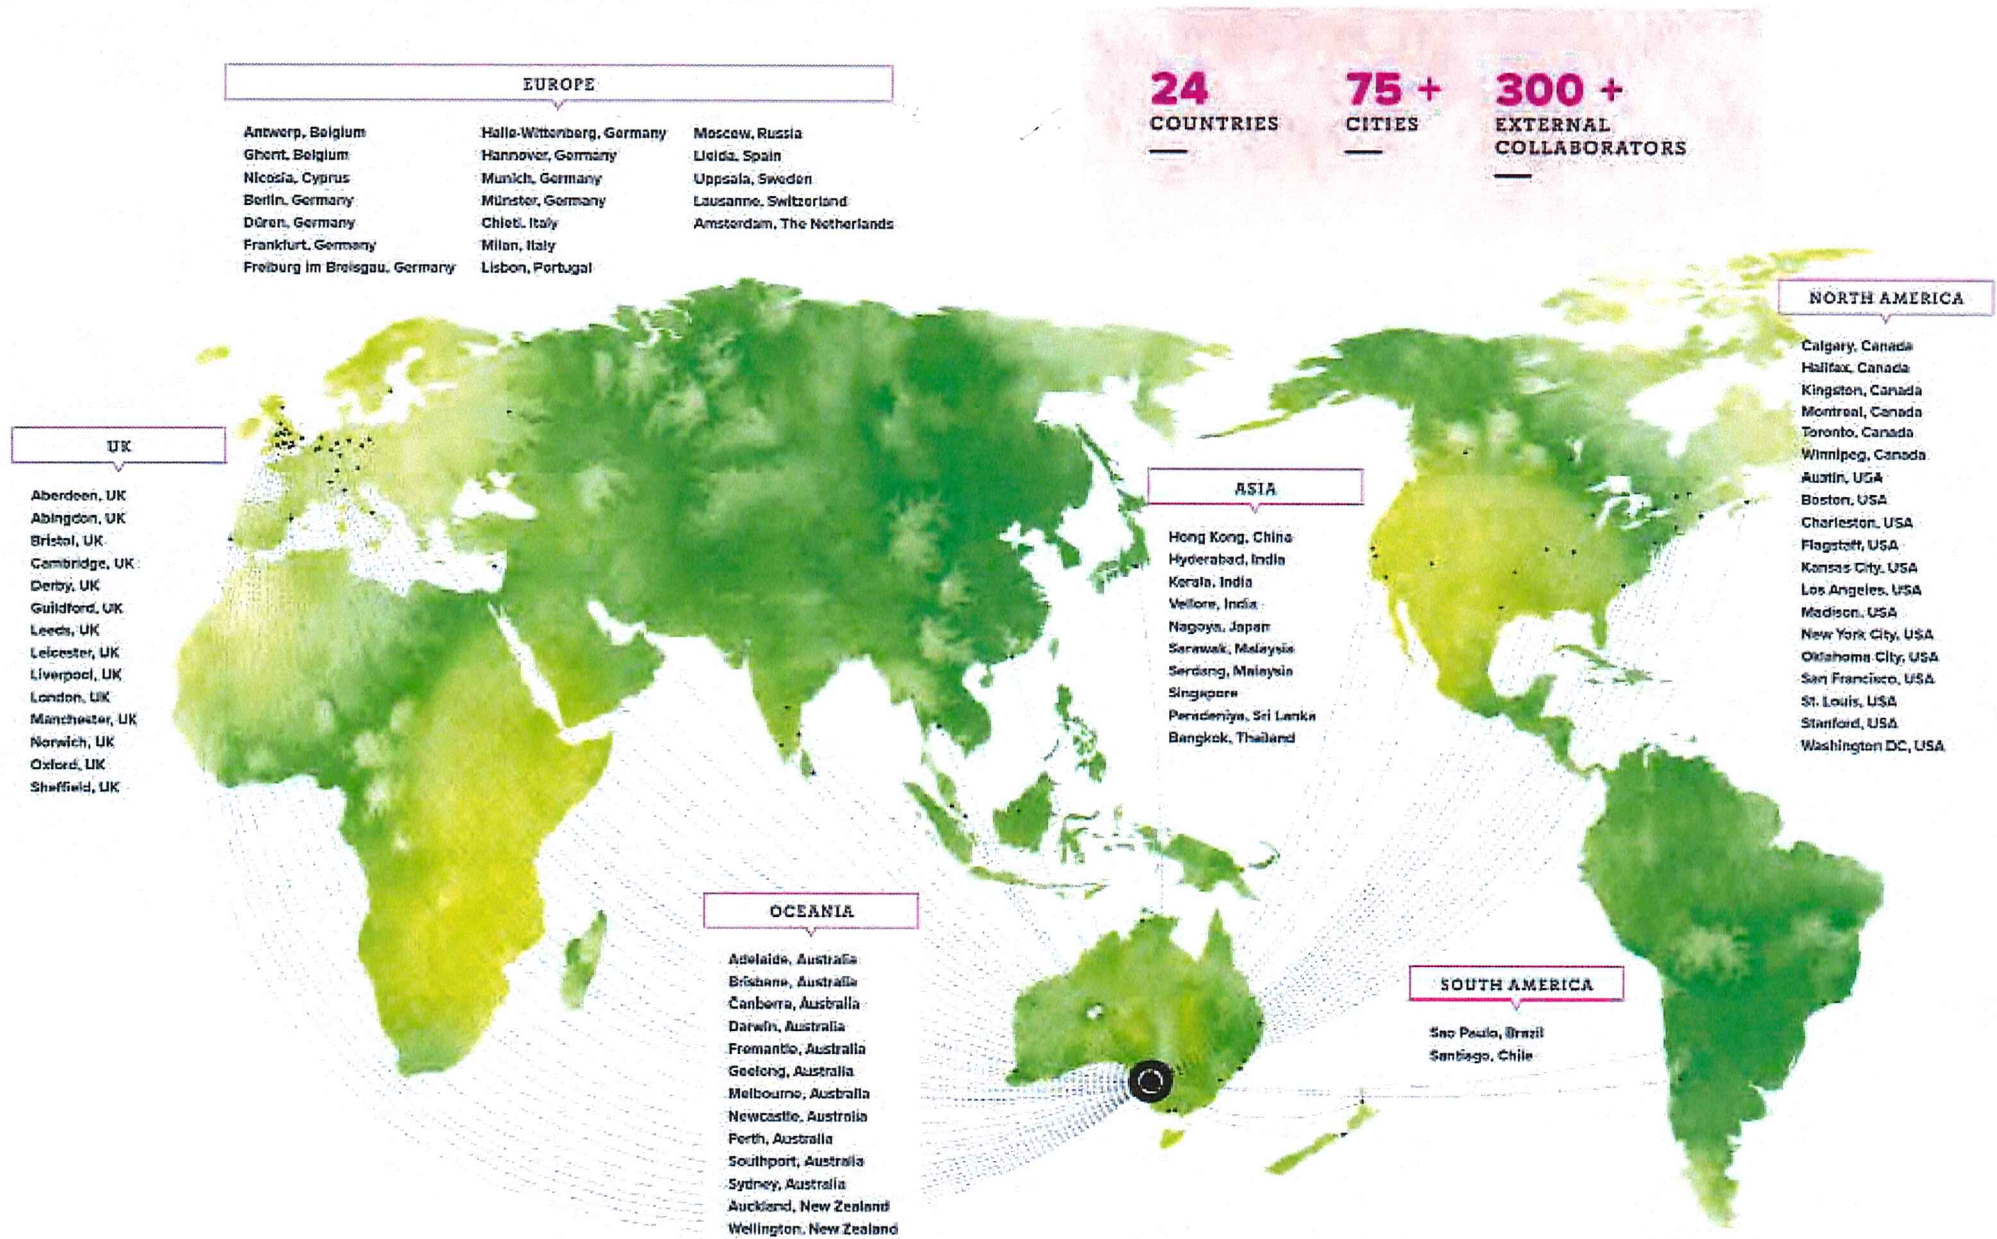 EUROPE
Antwerp, Belgium
Ghent, Belgium
Nicosia, Cyprus
Berlin, Germany
Düren, Germany
Frankfurt, Germany
Freiburg im Breisgau, Germany
Halle-Wittenberg, Germany
Hannover, Germany
Munich, Germany
Münster, Germany
Chieti, Italy
Milan, Italy
Lisbon, Portugal
Moscow, Russia
Lleida, Spain
Uppsala, Sweden
Lausanne, Switzerland
Amsterdam, The Netherlands
24
COUNTRIES
75 +
CITIES
300 +
EXTERNAL
COLLABORATORS
NORTH AMERICA
Calgary, Canada
Halifax, Canada
Kingston, Canada
Montreal, Canada
Toronto, Canada
Winnipeg, Canada
Austin, USA
Boston, USA
Charleston, USA
Flagstaff, USA
Kansas City, USA
Los Angeles, USA
Madison, USA
New York City, USA
Oklahoma City, USA
San Francisco, USA
St. Louis, USA
Stanford, USA
Washington DC, USA
UK
Aberdeen, UK
Abingdon, UK
Bristol, UK
Cambridge, UK
Derby, UK
Guildford, UK
Leeds, UK
Leicester, UK
Liverpool, UK
London, UK
Manchester, UK
Norwich, UK
Oxford, UK
Sheffield, UK
ASIA
Hong Kong, China
Hyderabad, India
Kerala, India
Vellore, India
Nagoya, Japan
Sarawak, Malaysia
Serdang, Malaysia
Singapore
Peradeniya, Sri Lanka
Bangkok, Thailand
OCEANIA
Adelaide, Australia
Brisbane, Australia
Canberra, Australia
Darwin, Australia
Fremantle, Australia
Geelong, Australia
Melbourne, Australia
Newcastle, Australia
Perth, Australia
Southport, Australia
Sydney, Australia
Auckland, New Zealand
Wellington, New Zealand
SOUTH AMERICA
Sao Paulo, Brazil
Santiago, Chile